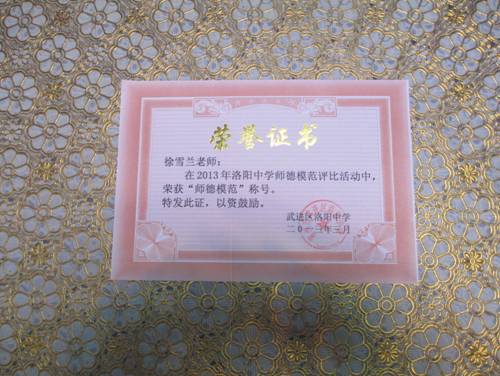 荣誉证书
徐雪兰老师：
在2013年洛阳中学师德模范评比活动中，
荣获“师德模范”称号。
特发此证，以资鼓励。
武进区洛阳中学
二〇一三年三月